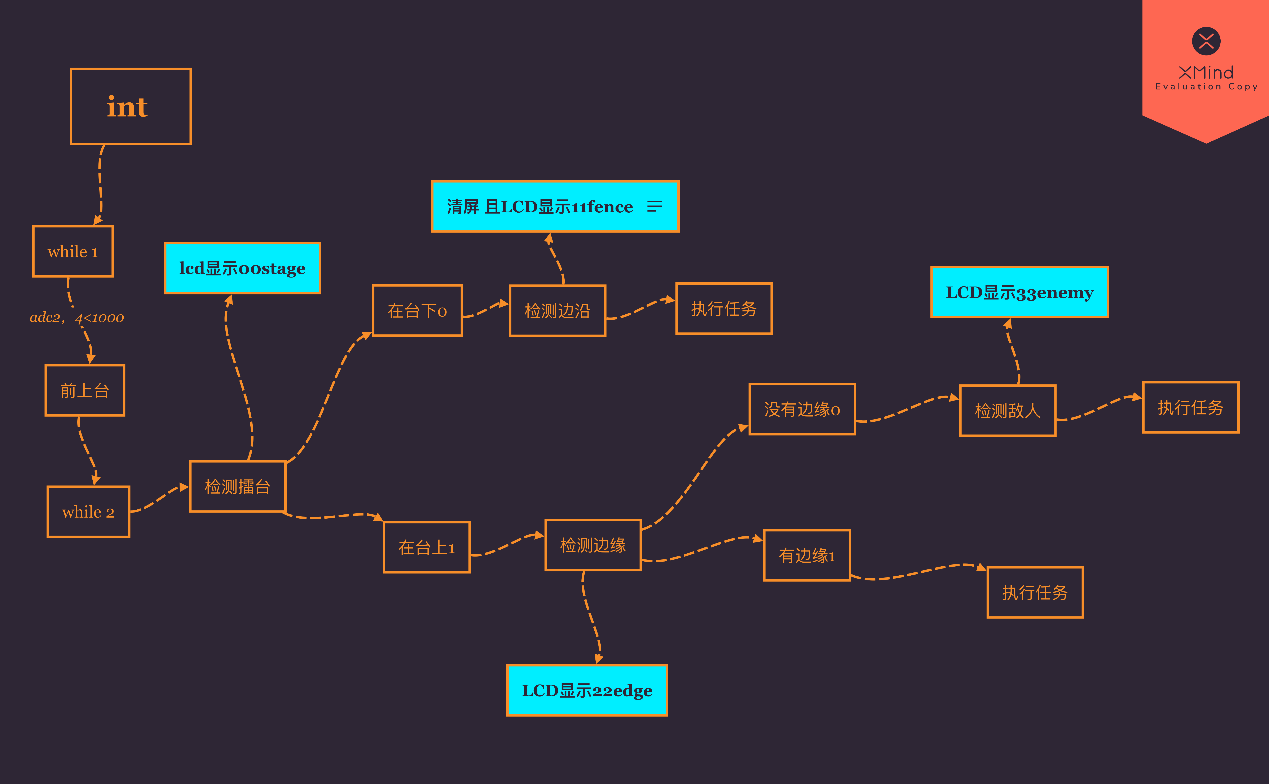 XMind
Evaluation Copy
int
while 1
adc2，4<1000
前上台
while 2
检测擂台
lcd显示00stage
在台下0
检测边沿
清屏 且LCD显示11fence
执行任务
在台上1
检测边缘
LCD显示22edge
没有边缘0
检测敌人
LCD显示33enemy
执行任务
有边缘1
执行任务